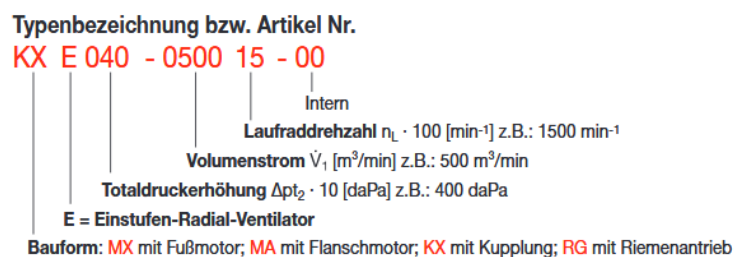 Typenbezeichnung bzw. Artikel Nr.
KX E 040 - 0500 15 - 00
Intern
Laufraddrehzahl n_L · 100 [min-1] z.B.: 1500 min-1
Volumenstrom V̇₁ [m³/min] z.B.: 500 m³/min
Totaldruckerhöhung Δpt₂ · 10 [daPa] z.B.: 400 daPa
E = Einstufen-Radial-Ventilator
Bauform: MX mit Fußmotor; MA mit Flanschmotor; KX mit Kupplung; RG mit Riemenantrieb